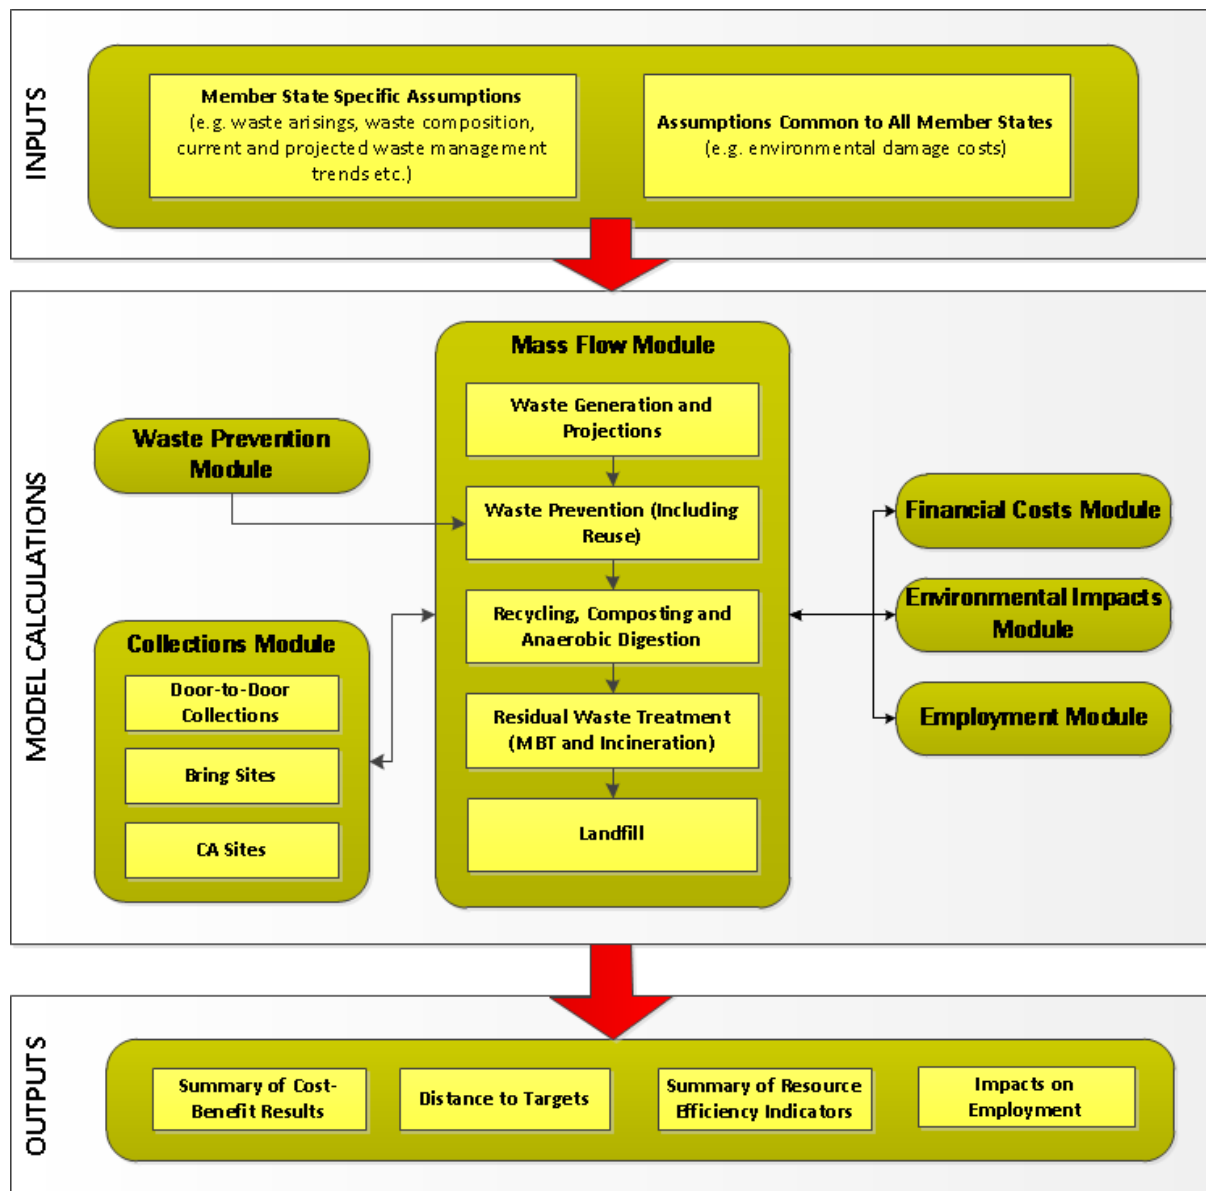 INPUTS
Member State Specific Assumptions
(e.g. waste arisings, waste composition,
current and projected waste management
trends etc.)
Assumptions Common to All Member States
(e.g. environmental damage costs)
MODEL CALCULATIONS
Waste Prevention
Module
Collections Module
Door-to-Door
Collections
Bring Sites
CA Sites
Mass Flow Module
Waste Generation and
Projections
Waste Prevention (Including
Reuse)
Recycling, Composting and
Anaerobic Digestion
Residual Waste Treatment
(MBT and Incineration)
Landfill
Financial Costs Module
Environmental Impacts
Module
Employment Module
OUTPUTS
Summary of Cost-
Benefit Results
Distance to Targets
Summary of Resource
Efficiency Indicators
Impacts on
Employment